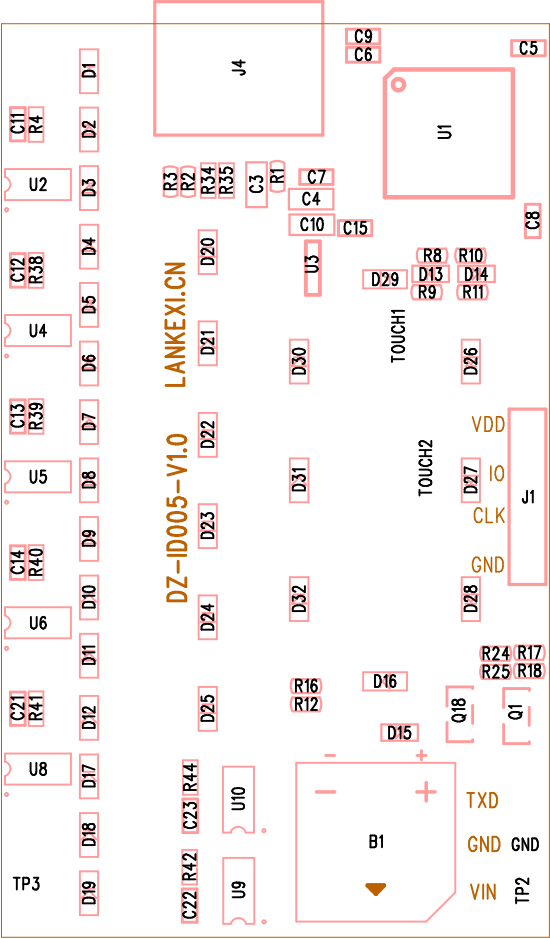 C9
C6
C5
J4
D1
U1
C11
R4
D2
U2
D3
R3
R2
R34
R35
C3
R1
C7
C4
C8
C10
C15
D4
D20
U3
R8
R10
C12
R38
D29
D13
D14
R9
R11
D5
LANKEXI.CN
U4
D21
TOUCH1
D6
D30
D26
C13
R39
D7
D22
VDD
TOUCH2
U5
D8
D31
D27
IO
J1
DZ-ID005-V1.0
D23
CLK
D9
C14
R40
GND
D10
D32
D28
U6
D24
D11
R24
R17
R25
R18
R16
D16
R12
C21
R41
D12
D25
Q18
Q1
D15
- +
U8
D17
R44
- +
U10
TXD
C23
D18
B1
GND
GND
R42
TP3
D19
C22
U9
VIN
TP2